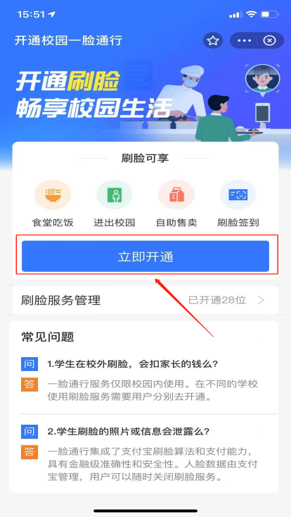 15:51
开通校园一脸通行
开通刷脸
畅享校园生活
刷脸可享
食堂吃饭 进出校园 自助售卖 刷脸签到
立即开通
刷脸服务管理 已开通28位
常见问题
问 1.学生在校外刷脸，会扣家长的钱么?
答 一脸通行服务仅限校园内使用。在不同的学校
使用刷脸服务需要用户分别去开通。
问 2.学生刷脸的照片或信息会泄露么?
答 一脸通行集成了支付宝刷脸算法和支付能力，
具有金融级准确性和安全性。人脸数据由支付
宝管理，用户可以随时关闭刷脸服务。